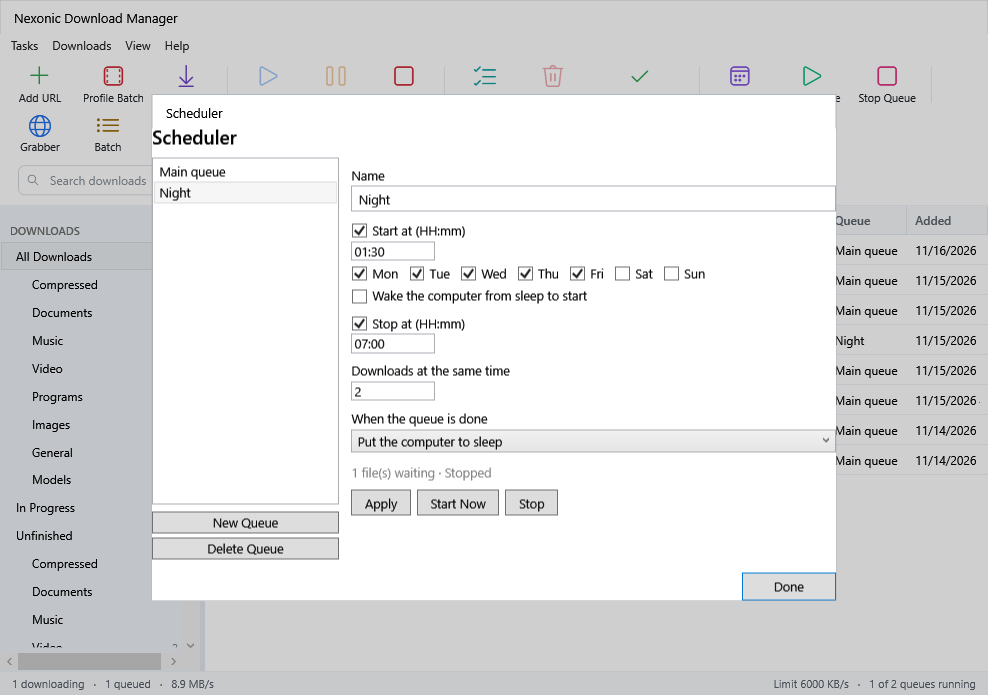 Nexonic Download Manager
Tasks Downloads View Help
Add URL Profile Batch Stop Queue
Grabber Batch
Search downloads
DOWNLOADS
All Downloads
Compressed
Documents
Music
Video
Programs
Images
General
Models
In Progress
Unfinished
Compressed
Documents
Music
Scheduler
Scheduler
Main queue
Night
New Queue
Delete Queue
Name
Night
Start at (HH:mm)
01:30
Mon Tue Wed Thu Fri Sat Sun
Wake the computer from sleep to start
Stop at (HH:mm)
07:00
Downloads at the same time
2
When the queue is done
Put the computer to sleep
1 file(s) waiting · Stopped
Apply Start Now Stop
Done
Queue Added
Main queue 11/16/2026
Main queue 11/15/2026
Main queue 11/15/2026
Night 11/15/2026
Main queue 11/15/2026
Main queue 11/15/2026
Main queue 11/14/2026
Main queue 11/14/2026
1 downloading · 1 queued · 8.9 MB/s
Limit 6000 KB/s · 1 of 2 queues running